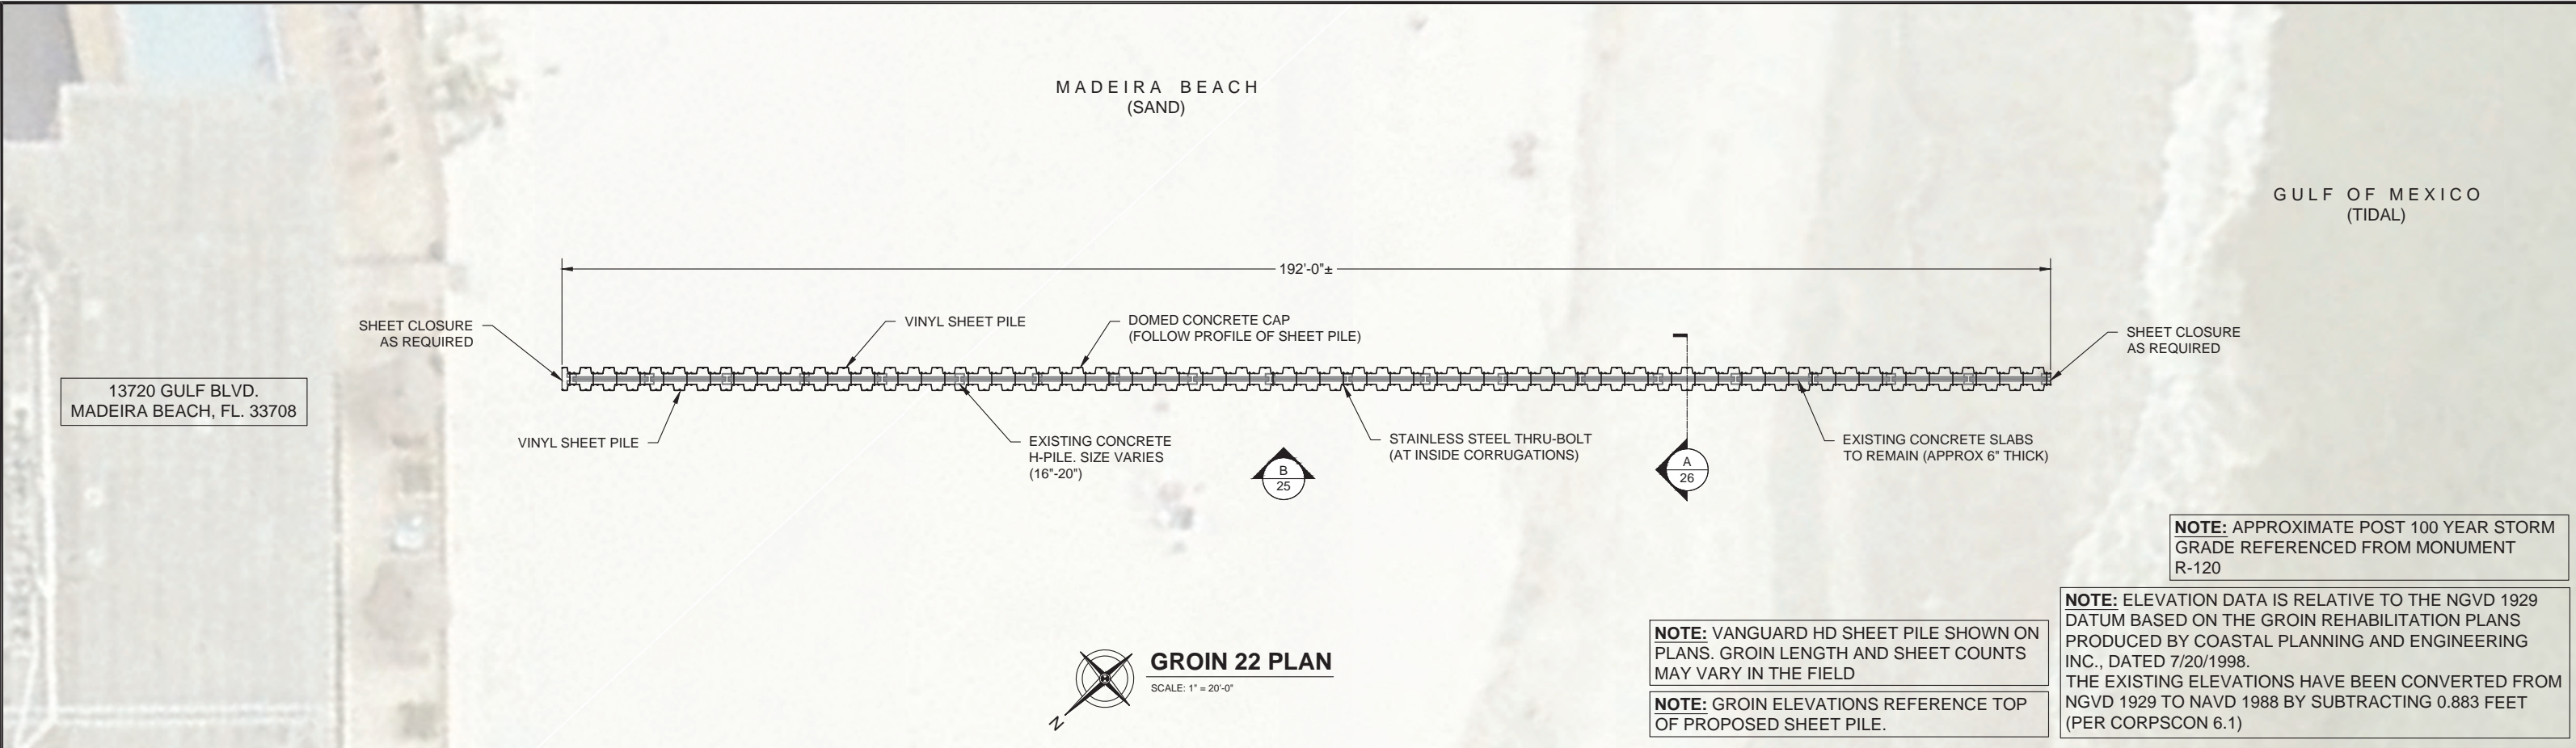 MADEIRA BEACH
(SAND)
GULF OF MEXICO
(TIDAL)
192'-0"±
SHEET CLOSURE
AS REQUIRED
VINYL SHEET PILE
DOMED CONCRETE CAP
(FOLLOW PROFILE OF SHEET PILE)
SHEET CLOSURE
AS REQUIRED
13720 GULF BLVD.
MADEIRA BEACH, FL. 33708
VINYL SHEET PILE
EXISTING CONCRETE
H-PILE. SIZE VARIES
(16"-20")
B
25
STAINLESS STEEL THRU-BOLT
(AT INSIDE CORRUGATIONS)
A
26
EXISTING CONCRETE SLABS
TO REMAIN (APPROX 6" THICK)
NOTE: APPROXIMATE POST 100 YEAR STORM
GRADE REFERENCED FROM MONUMENT
R-120
N
GROIN 22 PLAN
SCALE: 1" = 20'-0"
NOTE: VANGUARD HD SHEET PILE SHOWN ON
PLANS. GROIN LENGTH AND SHEET COUNTS
MAY VARY IN THE FIELD
NOTE: GROIN ELEVATIONS REFERENCE TOP
OF PROPOSED SHEET PILE.
NOTE: ELEVATION DATA IS RELATIVE TO THE NGVD 1929
DATUM BASED ON THE GROIN REHABILITATION PLANS
PRODUCED BY COASTAL PLANNING AND ENGINEERING
INC., DATED 7/20/1998.
THE EXISTING ELEVATIONS HAVE BEEN CONVERTED FROM
NGVD 1929 TO NAVD 1988 BY SUBTRACTING 0.883 FEET
(PER CORPSCON 6.1)